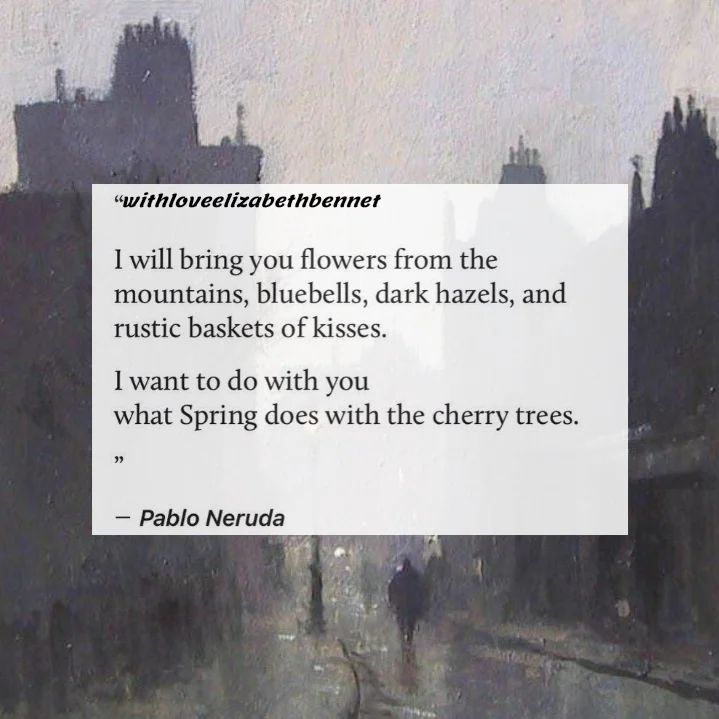 “withloveelizabethbennet
I will bring you flowers from the
mountains, bluebells, dark hazels, and
rustic baskets of kisses.
I want to do with you
what Spring does with the cherry trees.
”
— Pablo Neruda